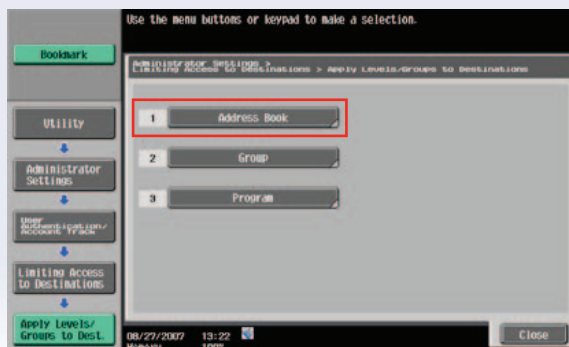 Use the menu buttons or keypad to make a selection.
Bookmark
Administrator Settings >
Limiting Access to Destinations > Apply Levels/Groups to Destinations
1 Address Book
2 Group
3 Program
Utility
Administrator
Settings
User
Authentication/
Account Track
Limiting Access
to Destinations
Apply Levels/
Groups to Dest.
08/27/2007 13:22
Memory 100%
Close